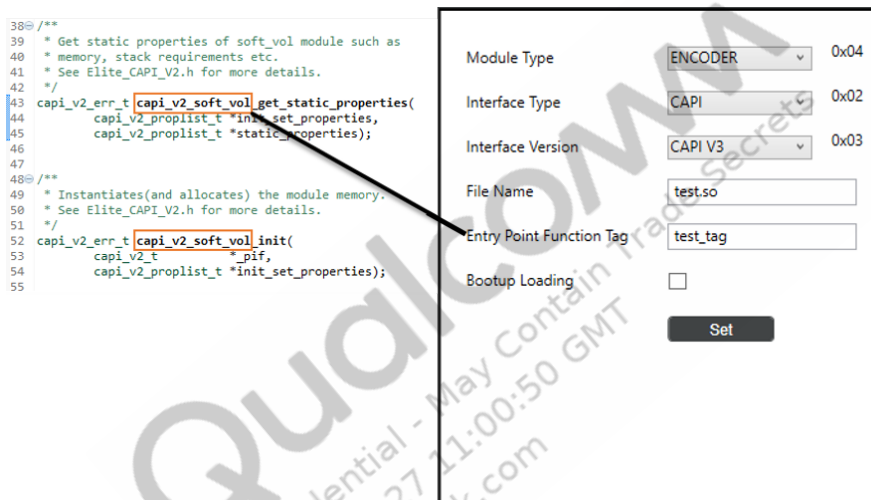 38 /**
39 * Get static properties of soft_vol module such as
40 * memory, stack requirements etc.
41 * See Elite_CAPI_V2.h for more details.
42 */
43 capi_v2_err_t capi_v2_soft_vol_get_static_properties(
44 capi_v2_proplist_t *init_set_properties,
45 capi_v2_proplist_t *static_properties);
46
47
48 /**
49 * Instantiates(and allocates) the module memory.
50 * See Elite_CAPI_V2.h for more details.
51 */
52 capi_v2_err_t capi_v2_soft_vol_init(
53 capi_v2_t *_pif,
54 capi_v2_proplist_t *init_set_properties);
55
Module Type ENCODER 0x04
Interface Type CAPI 0x02
Interface Version CAPI V3 0x03
File Name test.so
Entry Point Function Tag test_tag
Bootup Loading
Set
Qualcomm
dential - May Contain Trade Secrets
27 11:00:50 GMT
k.com